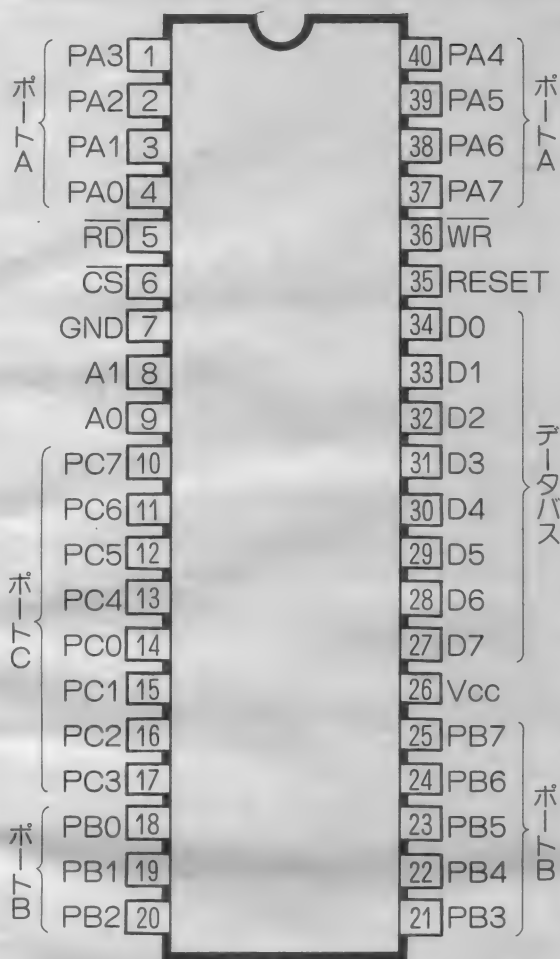 PA3 1
PA2 2
PA1 3
PA0 4
R̅D̅ 5
C̅S̅ 6
GND 7
A1 8
A0 9
PC7 10
PC6 11
PC5 12
PC4 13
PC0 14
PC1 15
PC2 16
PC3 17
PB0 18
PB1 19
PB2 20
ポートA
ポートC
ポートB
40 PA4
39 PA5
38 PA6
37 PA7
36 W̅R̅
35 RESET
34 D0
33 D1
32 D2
31 D3
30 D4
29 D5
28 D6
27 D7
26 Vcc
25 PB7
24 PB6
23 PB5
22 PB4
21 PB3
ポートA
データバス
ポートB